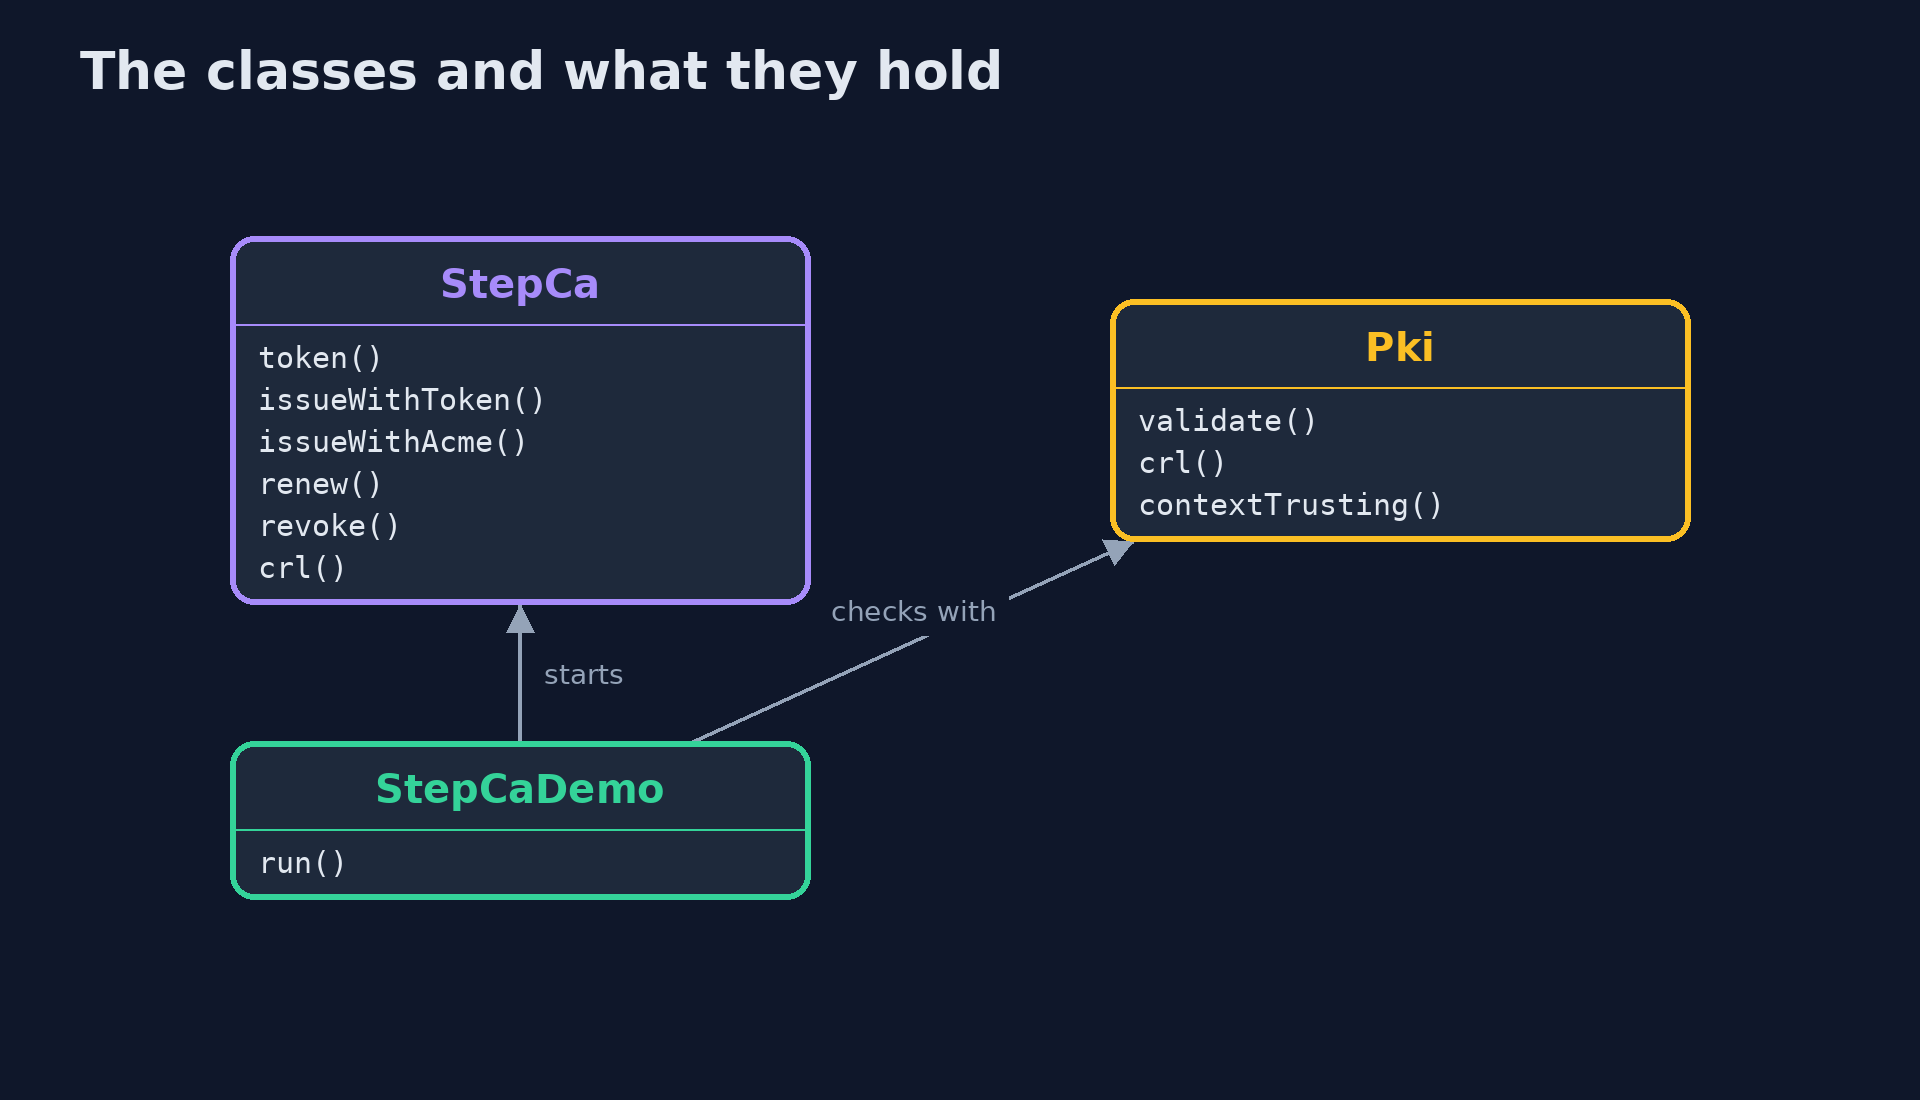 The classes and what they hold
StepCa
token()
issueWithToken()
issueWithAcme()
renew()
revoke()
crl()
Pki
validate()
crl()
contextTrusting()
checks with
starts
StepCaDemo
run()